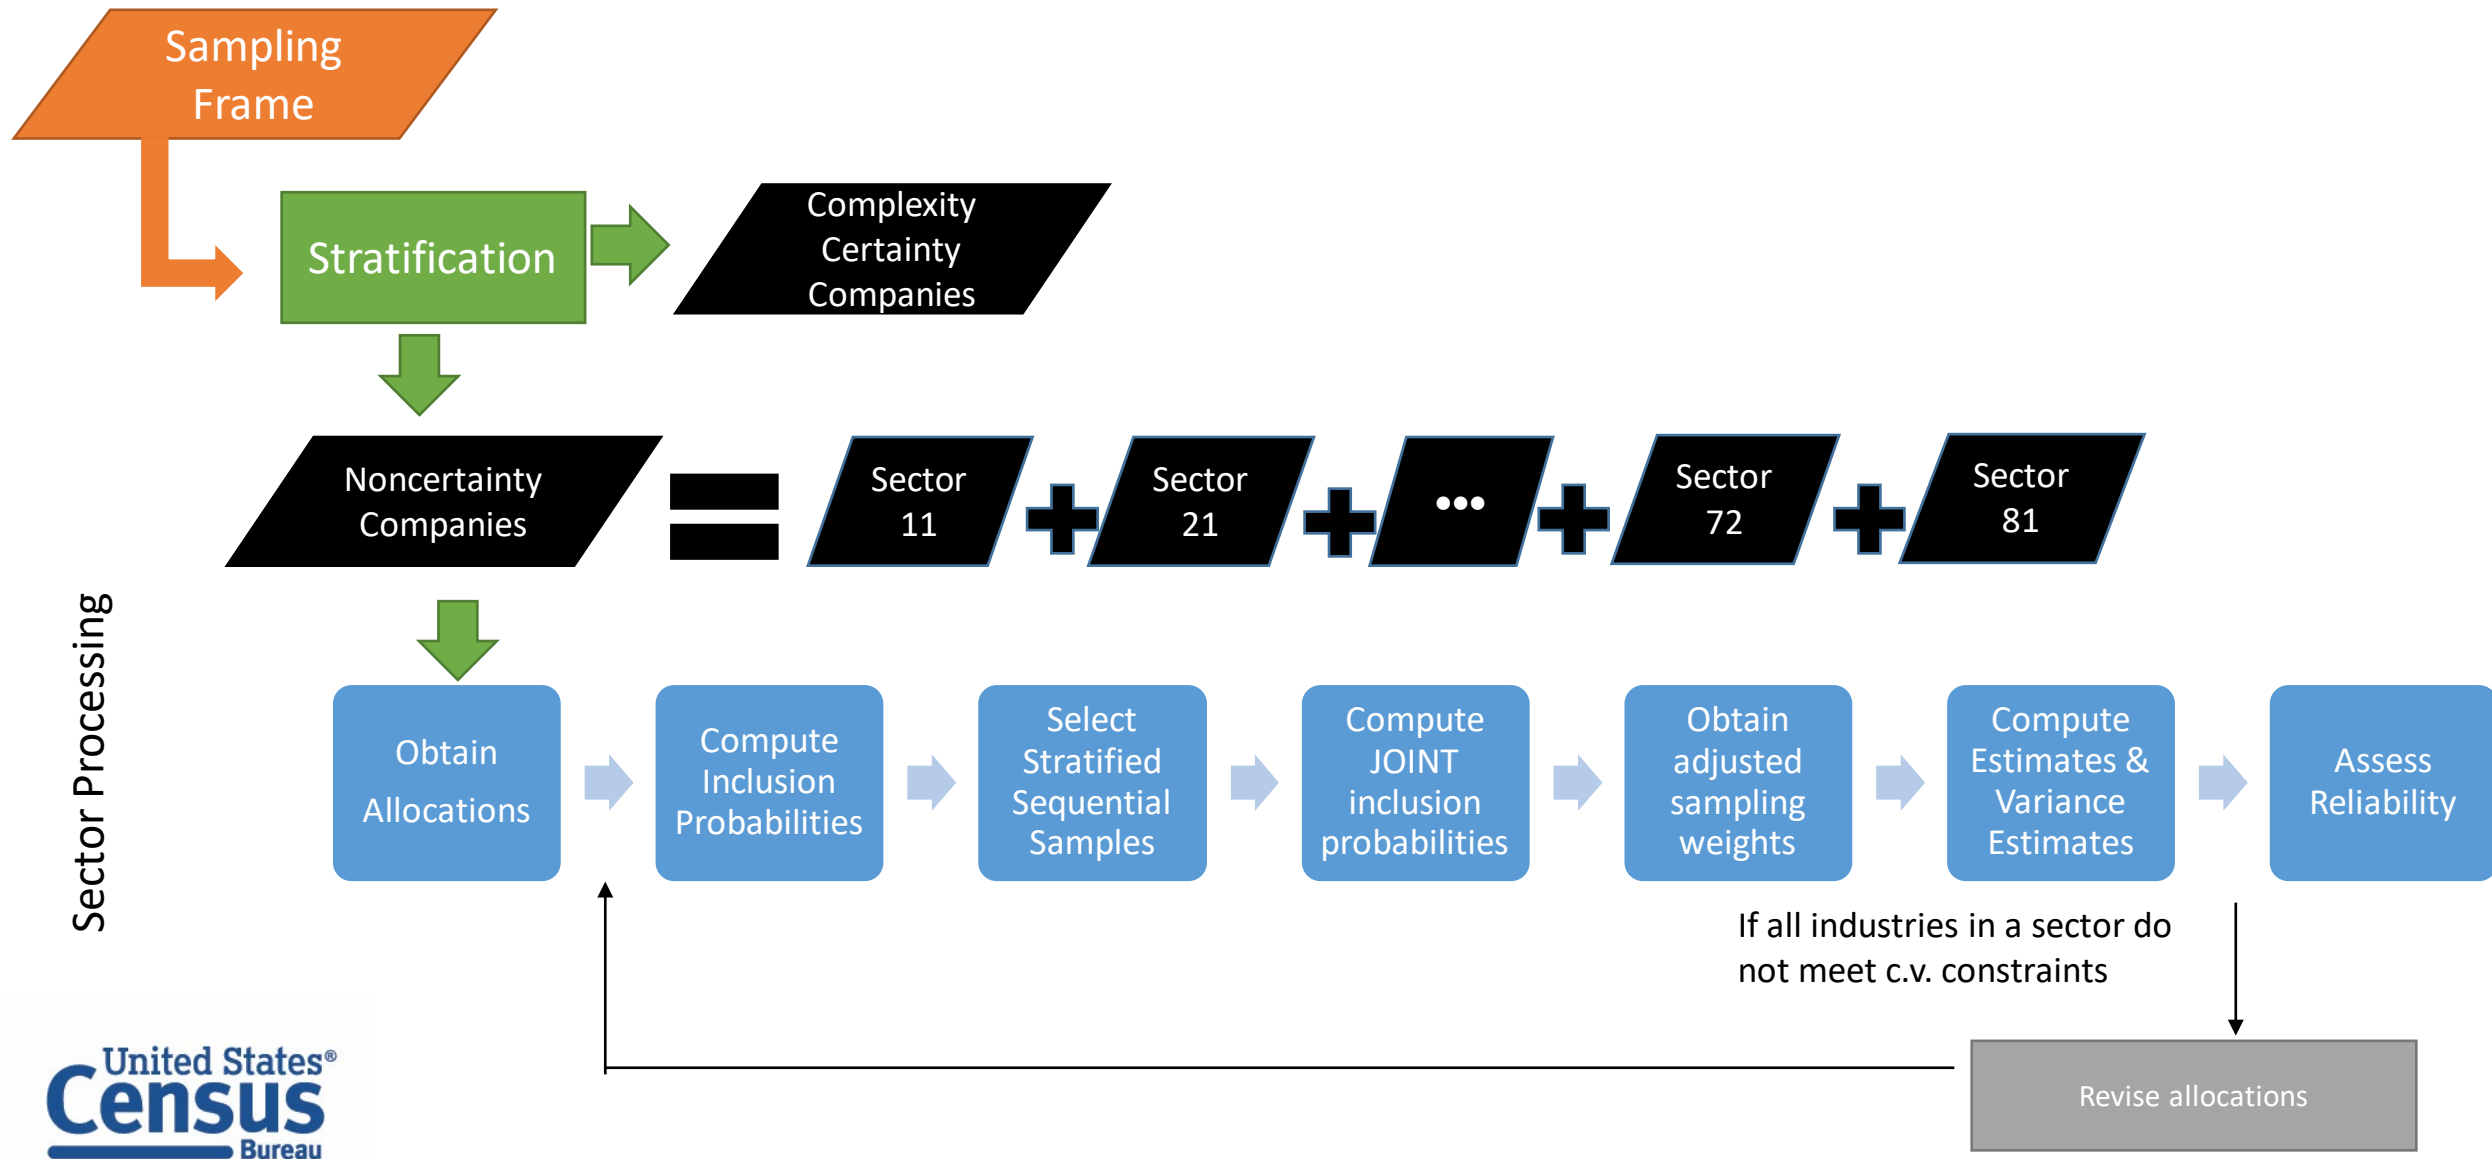 Sampling
Frame
Stratification
Complexity
Certainty
Companies
Noncertainty
Companies
Sector
11
Sector
21
•••
Sector
72
Sector
81
Sector Processing
Obtain
Allocations
Compute
Inclusion
Probabilities
Select
Stratified
Sequential
Samples
Compute
JOINT
inclusion
probabilities
Obtain
adjusted
sampling
weights
Compute
Estimates &
Variance
Estimates
Assess
Reliability
If all industries in a sector do
not meet c.v. constraints
Revise allocations
United States®
Census
Bureau